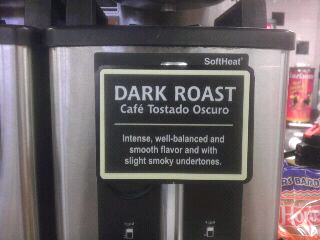 SoftHeat®
DARK ROAST
Café Tostado Oscuro
Intense, well-balanced and
smooth flavor and with
slight smoky undertones.